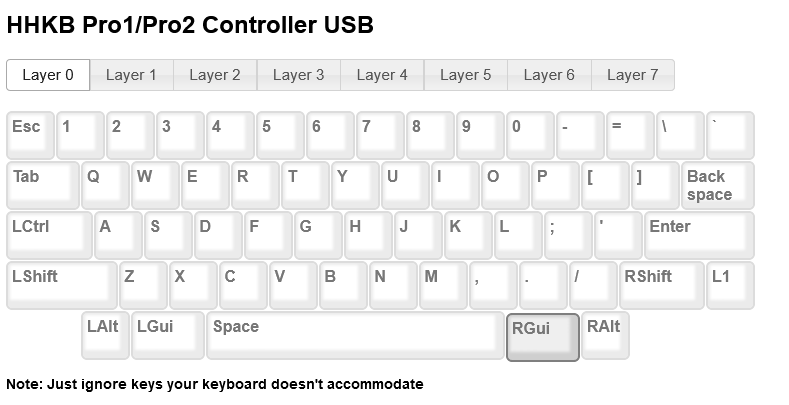 HHKB Pro1/Pro2 Controller USB
Layer 0 Layer 1 Layer 2 Layer 3 Layer 4 Layer 5 Layer 6 Layer 7
Esc 1 2 3 4 5 6 7 8 9 0 - = \ `
Tab Q W E R T Y U I O P [ ] Back
space
LCtrl A S D F G H J K L ; ' Enter
LShift Z X C V B N M , . / RShift L1
LAlt LGui Space RGui RAlt
Note: Just ignore keys your keyboard doesn't accommodate